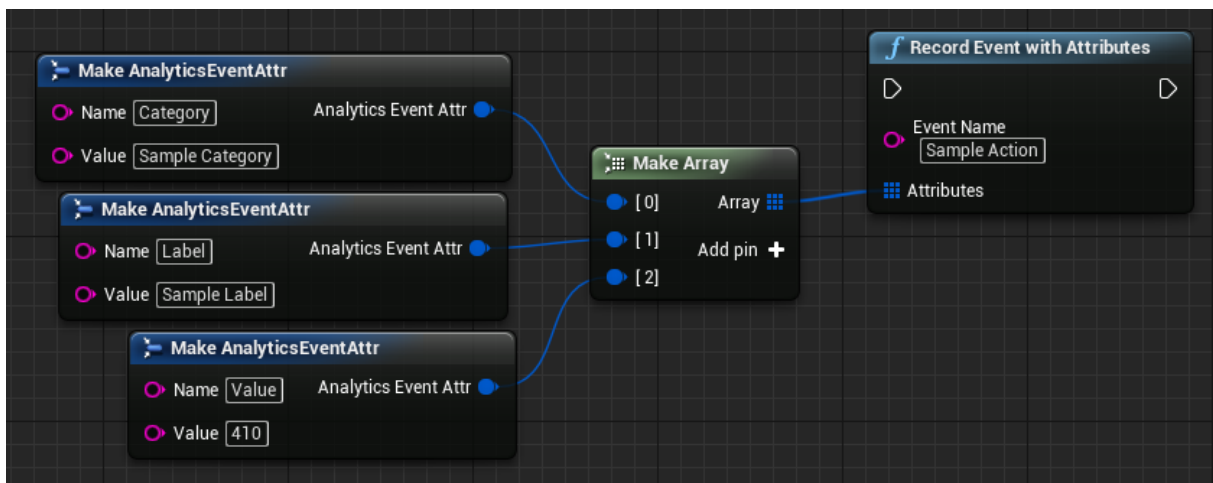 Make AnalyticsEventAttr
Name Category Analytics Event Attr
Value Sample Category
Make AnalyticsEventAttr
Name Label Analytics Event Attr
Value Sample Label
Make AnalyticsEventAttr
Name Value Analytics Event Attr
Value 410
Make Array
[0] Array
[1] Add pin
[2]
f Record Event with Attributes
Event Name
Sample Action
Attributes